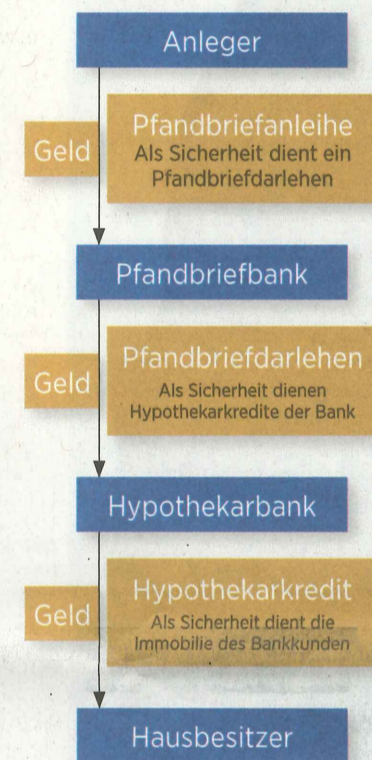 Anleger
Geld
Pfandbriefanleihe
Als Sicherheit dient ein
Pfandbriefdarlehen
Pfandbriefbank
Geld
Pfandbriefdarlehen
Als Sicherheit dienen
Hypothekarkredite der Bank
Hypothekarbank
Geld
Hypothekarkredit
Als Sicherheit dient die
Immobilie des Bankkunden
Hausbesitzer